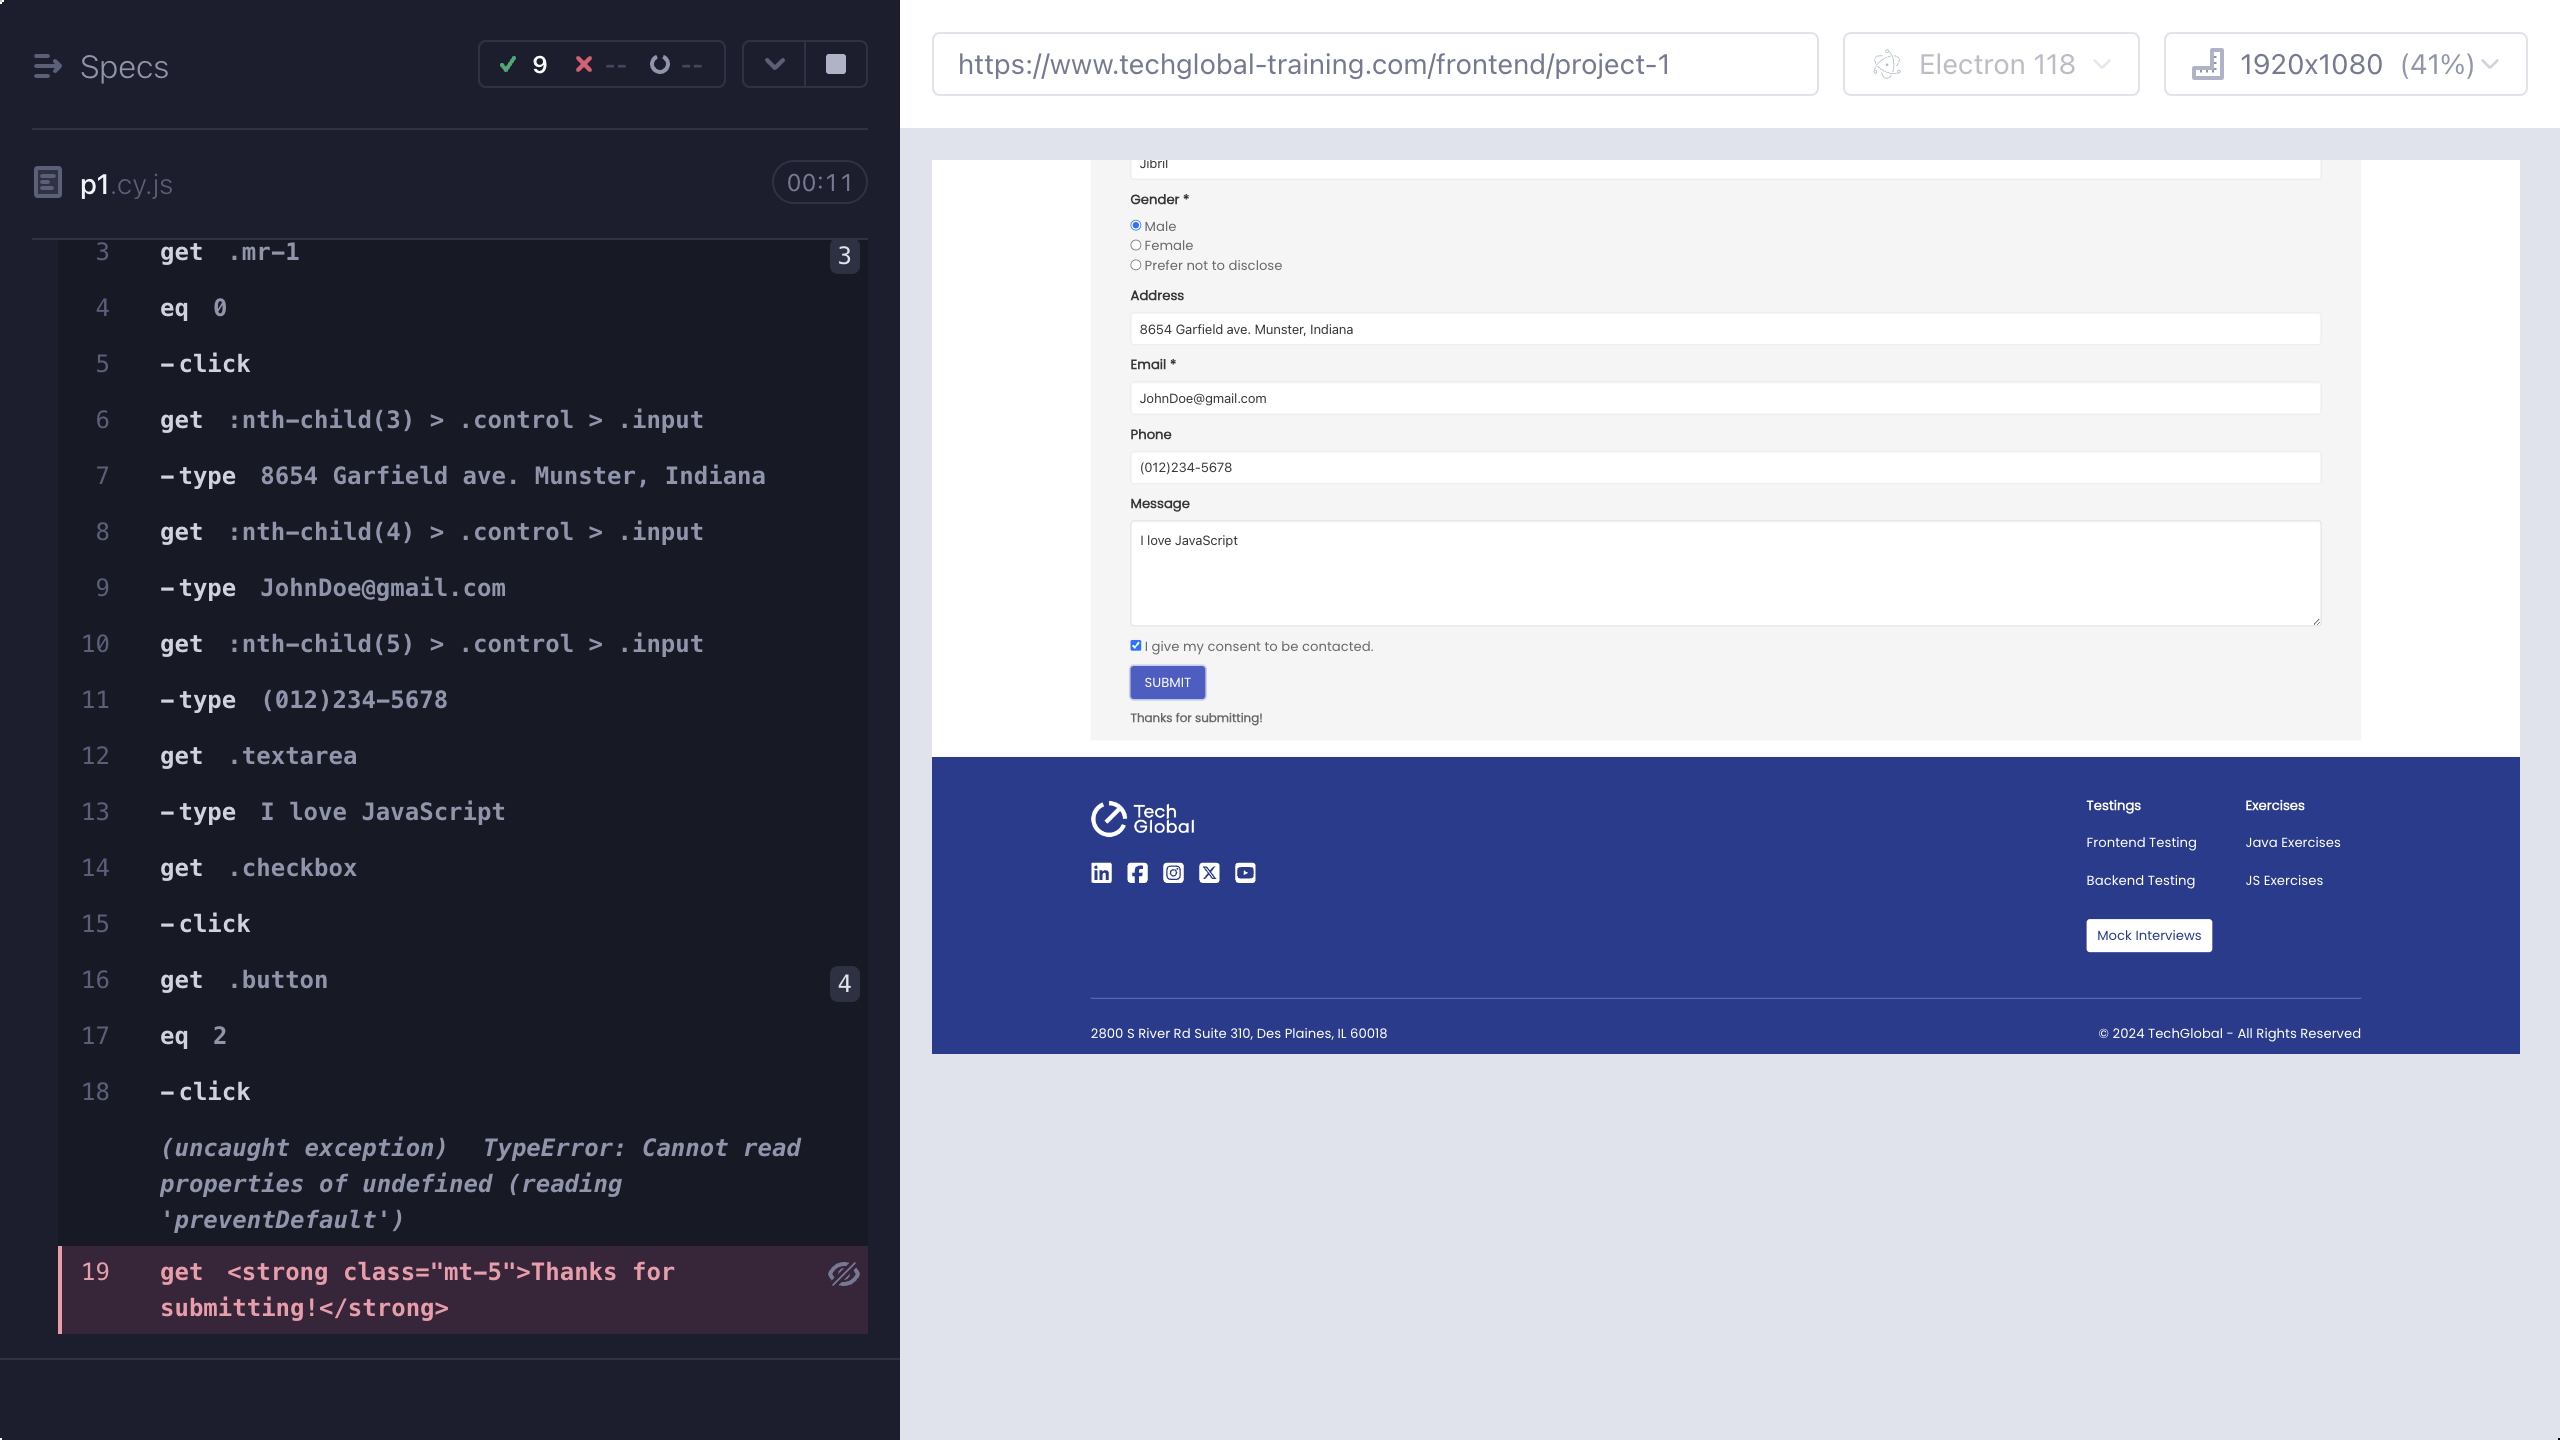 Specs
9 -- --
p1.cy.js
00:11
3 get .mr-1 3
4 eq 0
5 -click
6 get :nth-child(3) > .control > .input
7 -type 8654 Garfield ave. Munster, Indiana
8 get :nth-child(4) > .control > .input
9 -type JohnDoe@gmail.com
10 get :nth-child(5) > .control > .input
11 -type (012)234-5678
12 get .textarea
13 -type I love JavaScript
14 get .checkbox
15 -click
16 get .button 4
17 eq 2
18 -click
(uncaught exception) TypeError: Cannot read
properties of undefined (reading
'preventDefault')
19 get <strong class="mt-5">Thanks for
submitting!</strong>
https://www.techglobal-training.com/frontend/project-1
Electron 118
1920x1080 (41%)
Jibril
Gender *
Male
Female
Prefer not to disclose
Address
8654 Garfield ave. Munster, Indiana
Email *
JohnDoe@gmail.com
Phone
(012)234-5678
Message
I love JavaScript
I give my consent to be contacted.
SUBMIT
Thanks for submitting!
Tech
Global
Testings
Frontend Testing
Backend Testing
Mock Interviews
Exercises
Java Exercises
JS Exercises
2800 S River Rd Suite 310, Des Plaines, IL 60018
© 2024 TechGlobal - All Rights Reserved